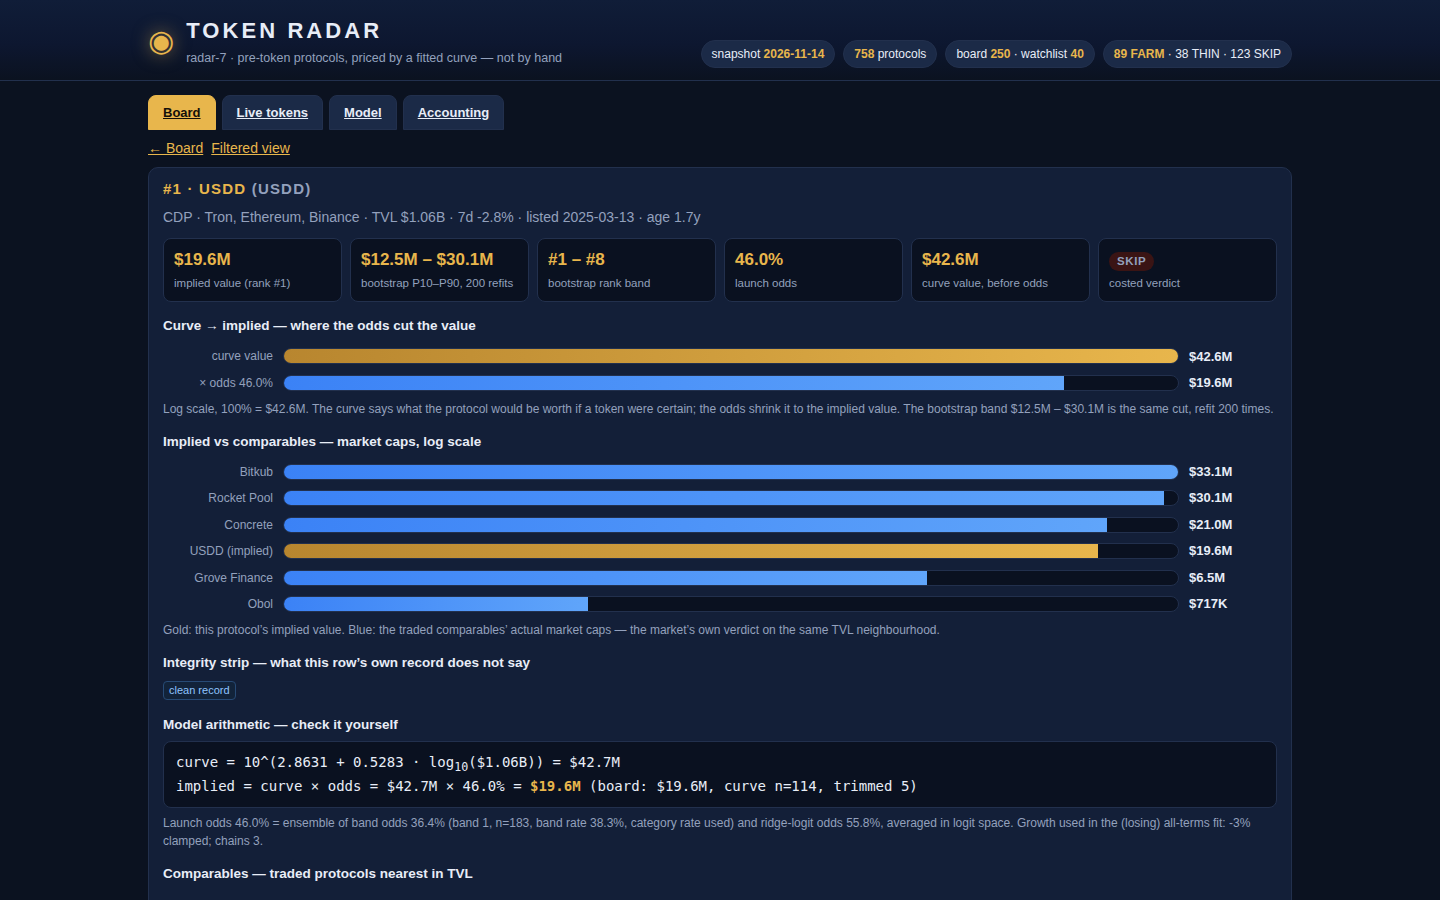 TOKEN RADAR
radar-7 · pre-token protocols, priced by a fitted curve — not by hand
snapshot 2026-11-14
758 protocols
board 250 · watchlist 40
89 FARM · 38 THIN · 123 SKIP
Board
Live tokens
Model
Accounting
← Board
Filtered view
#1 · USDD (USDD)
CDP · Tron, Ethereum, Binance · TVL $1.06B · 7d -2.8% · listed 2025-03-13 · age 1.7y
$19.6M
implied value (rank #1)
$12.5M – $30.1M
bootstrap P10–P90, 200 refits
#1 – #8
bootstrap rank band
46.0%
launch odds
$42.6M
curve value, before odds
SKIP
costed verdict
Curve → implied — where the odds cut the value
curve value $42.6M
× odds 46.0% $19.6M
Log scale, 100% = $42.6M. The curve says what the protocol would be worth if a token were certain; the odds shrink it to the implied value. The bootstrap band $12.5M – $30.1M is the same cut, refit 200 times.
Implied vs comparables — market caps, log scale
Bitkub $33.1M
Rocket Pool $30.1M
Concrete $21.0M
USDD (implied) $19.6M
Grove Finance $6.5M
Obol $717K
Gold: this protocol’s implied value. Blue: the traded comparables’ actual market caps — the market’s own verdict on the same TVL neighbourhood.
Integrity strip — what this row’s own record does not say
clean record
Model arithmetic — check it yourself
curve = 10^(2.8631 + 0.5283 · log10($1.06B)) = $42.7M
implied = curve × odds = $42.7M × 46.0% = $19.6M (board: $19.6M, curve n=114, trimmed 5)
Launch odds 46.0% = ensemble of band odds 36.4% (band 1, n=183, band rate 38.3%, category rate used) and ridge-logit odds 55.8%, averaged in logit space. Growth used in the (losing) all-terms fit: -3%
clamped; chains 3.
Comparables — traded protocols nearest in TVL